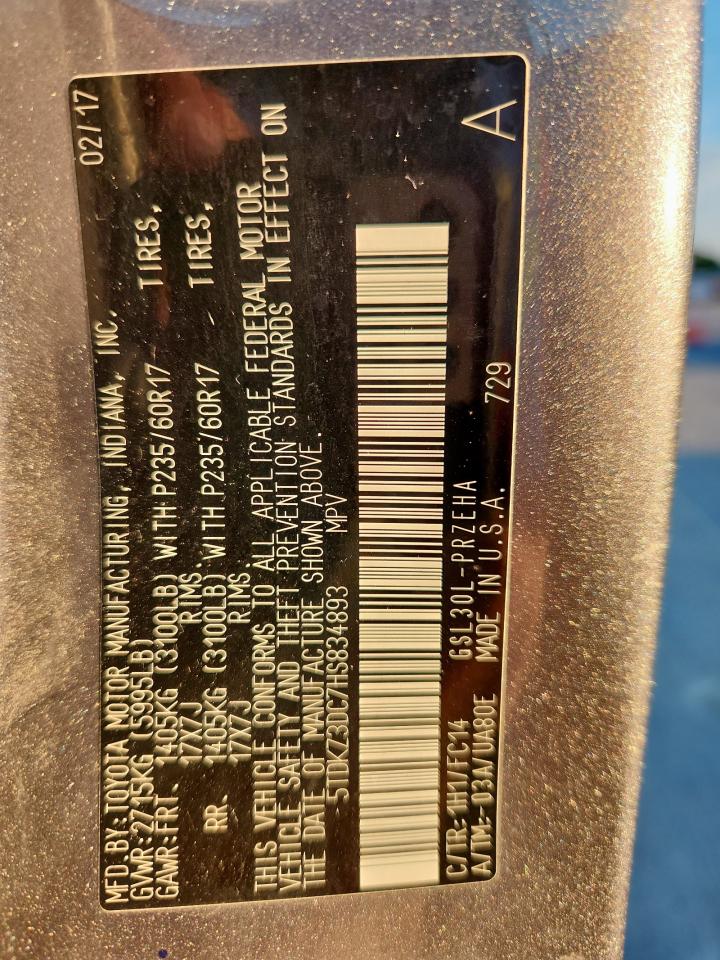 MFD.BY:TOYOTA MOTOR MANUFACTURING, INDIANA, INC. 02/17
GVWR:2715KG (5995LB)
GAWR:FRT. 1405KG (3100LB) WITH P235/60R17 TIRES,
17X7J RIMS.
RR. 1405KG (3100LB) WITH P235/60R17 TIRES,
17X7J RIMS.
THIS VEHICLE CONFORMS TO ALL APPLICABLE FEDERAL MOTOR
VEHICLE SAFETY AND THEFT PREVENTION STANDARDS IN EFFECT ON
THE DATE OF MANUFACTURE SHOWN ABOVE.
5TDKZ3DC7HS834893 MPV
C/TR:1H1/FC14 GSL30L-PRZEHA
A/TM:-03A/UA80E MADE IN U.S.A. 729 A